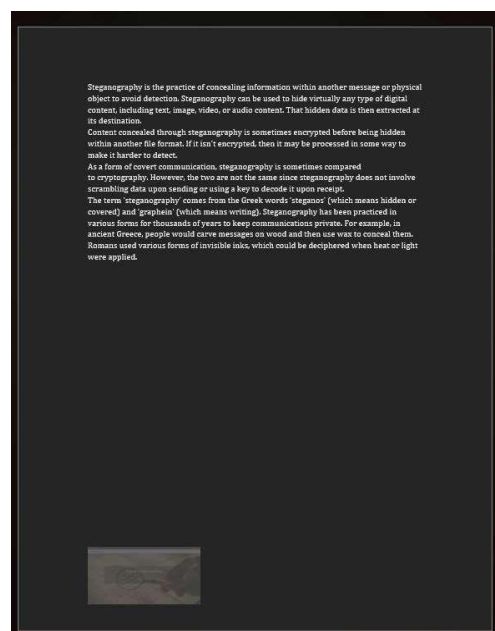 Steganography is the practice of concealing information within another message or physical
object to avoid detection. Steganography can be used to hide virtually any type of digital
content, including text, image, video, or audio content. That hidden data is then extracted at
its destination.
Content concealed through steganography is sometimes encrypted before being hidden
within another file format. If it isn't encrypted, then it may be processed in some way to
make it harder to detect.
As a form of covert communication, steganography is sometimes compared
to cryptography. However, the two are not the same since steganography does not involve
scrambling data upon sending or using a key to decode it upon receipt.
The term 'steganography' comes from the Greek words 'steganos' (which means hidden or
covered) and 'graphein' (which means writing). Steganography has been practiced in
various forms for thousands of years to keep communications private. For example, in
ancient Greece, people would carve messages on wood and then use wax to conceal them.
Romans used various forms of invisible inks, which could be deciphered when heat or light
were applied.